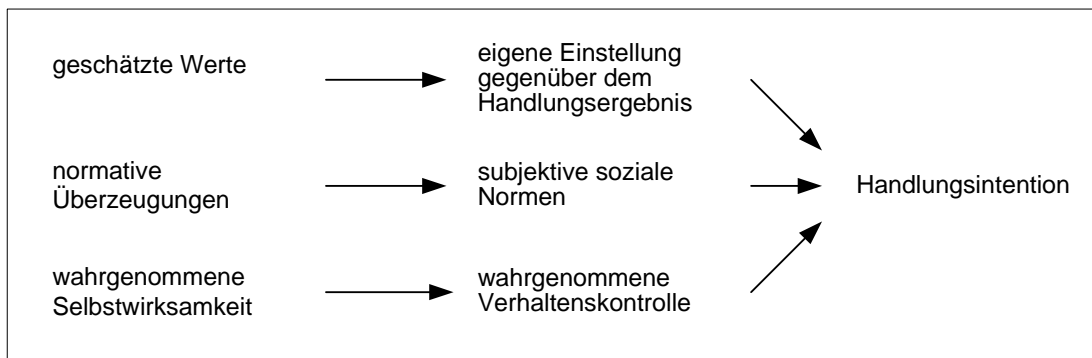 geschätzte Werte
eigene Einstellung
gegenüber dem
Handlungsergebnis
normative
Überzeugungen
subjektive soziale
Normen
Handlungsintention
wahrgenommene
Selbstwirksamkeit
wahrgenommene
Verhaltenskontrolle